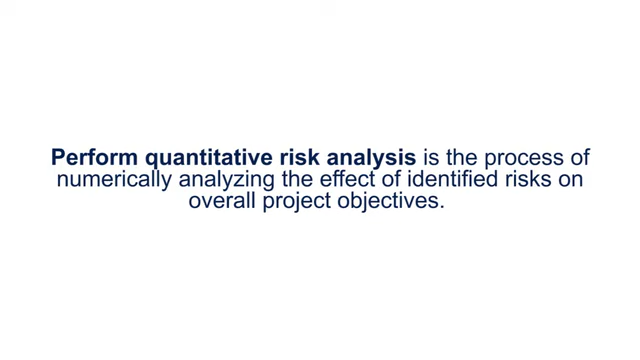 Perform quantitative risk analysis is the process of
numerically analyzing the effect of identified risks on
overall project objectives.